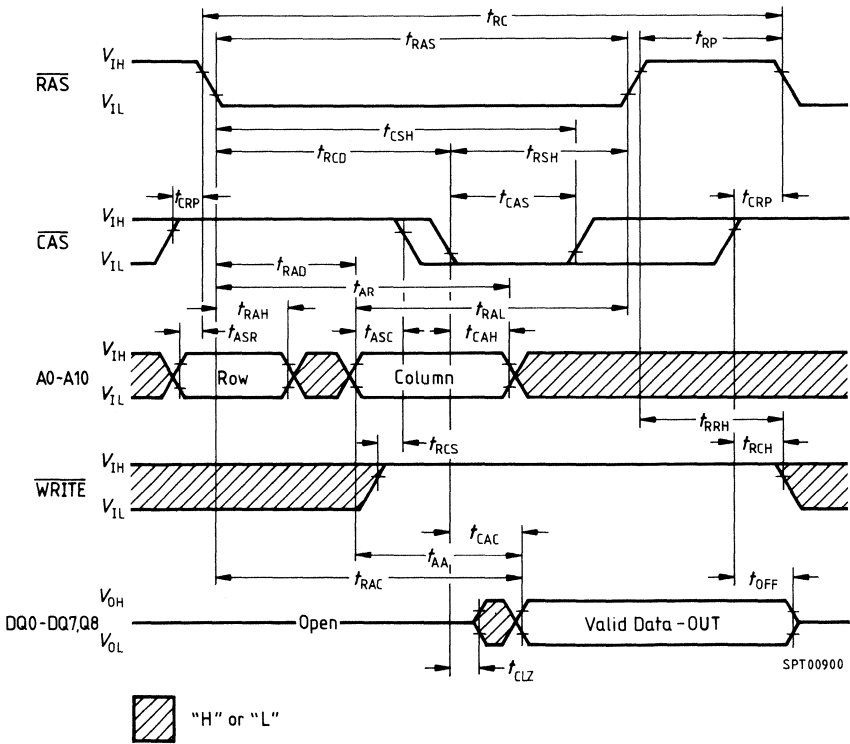 tRC
tRAS
tRP
VIH
RAS
VIL
tCSH
tRCD
tRSH
tCRP
tCAS
tCRP
VIH
CAS
VIL
tRAD
tAR
tRAH
tRAL
tASR
tASC
tCAH
VIH
A0-A10
Row
Column
VIL
tRRH
tRCS
tRCH
VIH
WRITE
VIL
tCAC
tAA
tRAC
tOFF
VOH
DQ0-DQ7,Q8
Open
Valid Data-OUT
VOL
tCLZ
SPT00900
"H" or "L"